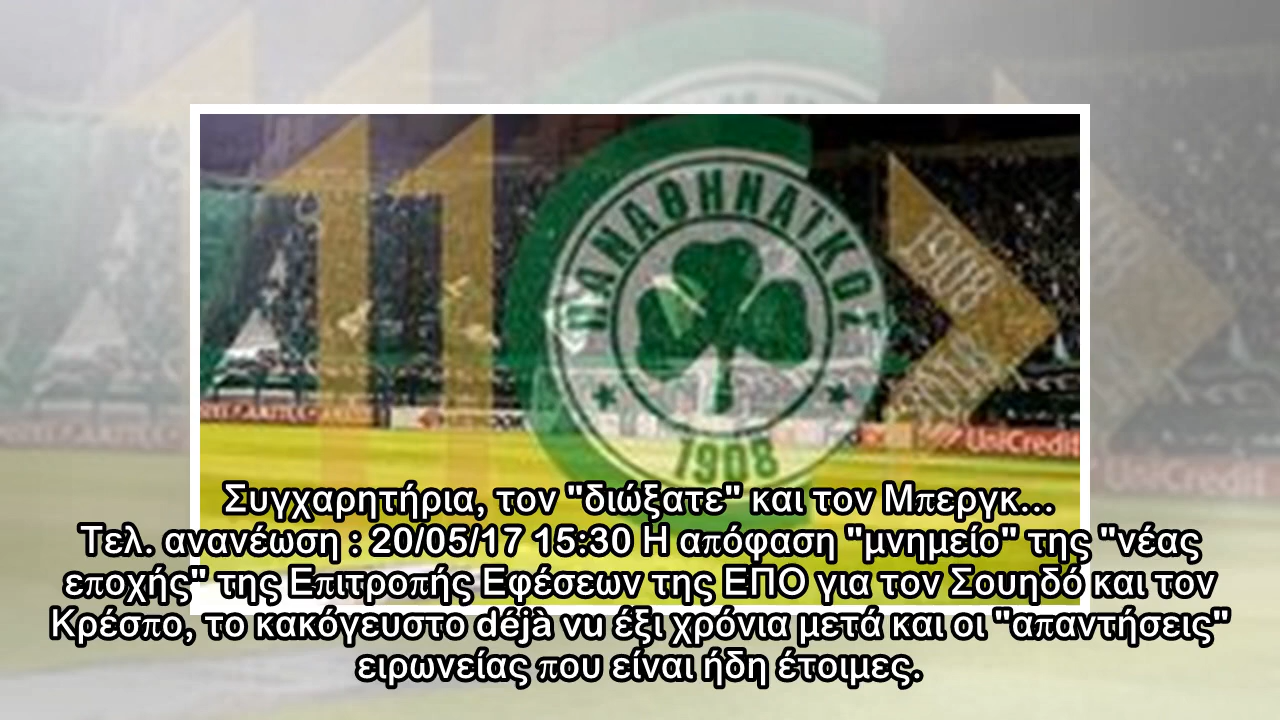 11
ΠΑΝΑΘΗΝΑΪΚΟΣ
1908
1908
UniCredit
UniCredit
Συγχαρητήρια, τον "διώξατε" και τον Μπεργκ...
Τελ. ανανέωση : 20/05/17 15:30 Η απόφαση "μνημείο" της "νέας
εποχής" της Επιτροπής Εφέσεων της ΕΠΟ για τον Σουηδό και τον
Κρέσπο, το κακόγευστο déjà vu έξι χρόνια μετά και οι "απαντήσεις"
ειρωνείας που είναι ήδη έτοιμες.